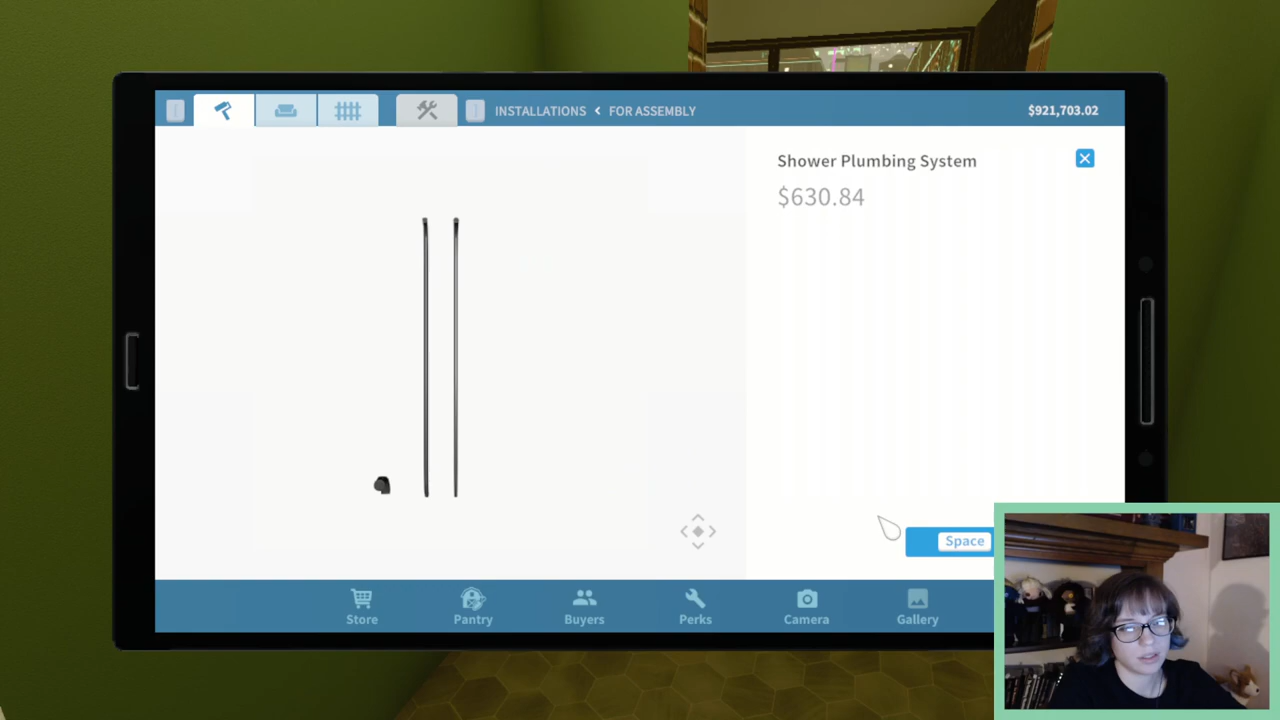 INSTALLATIONS < FOR ASSEMBLY
$921,703.02
Shower Plumbing System
$630.84
Space
Store
Pantry
Buyers
Perks
Camera
Gallery